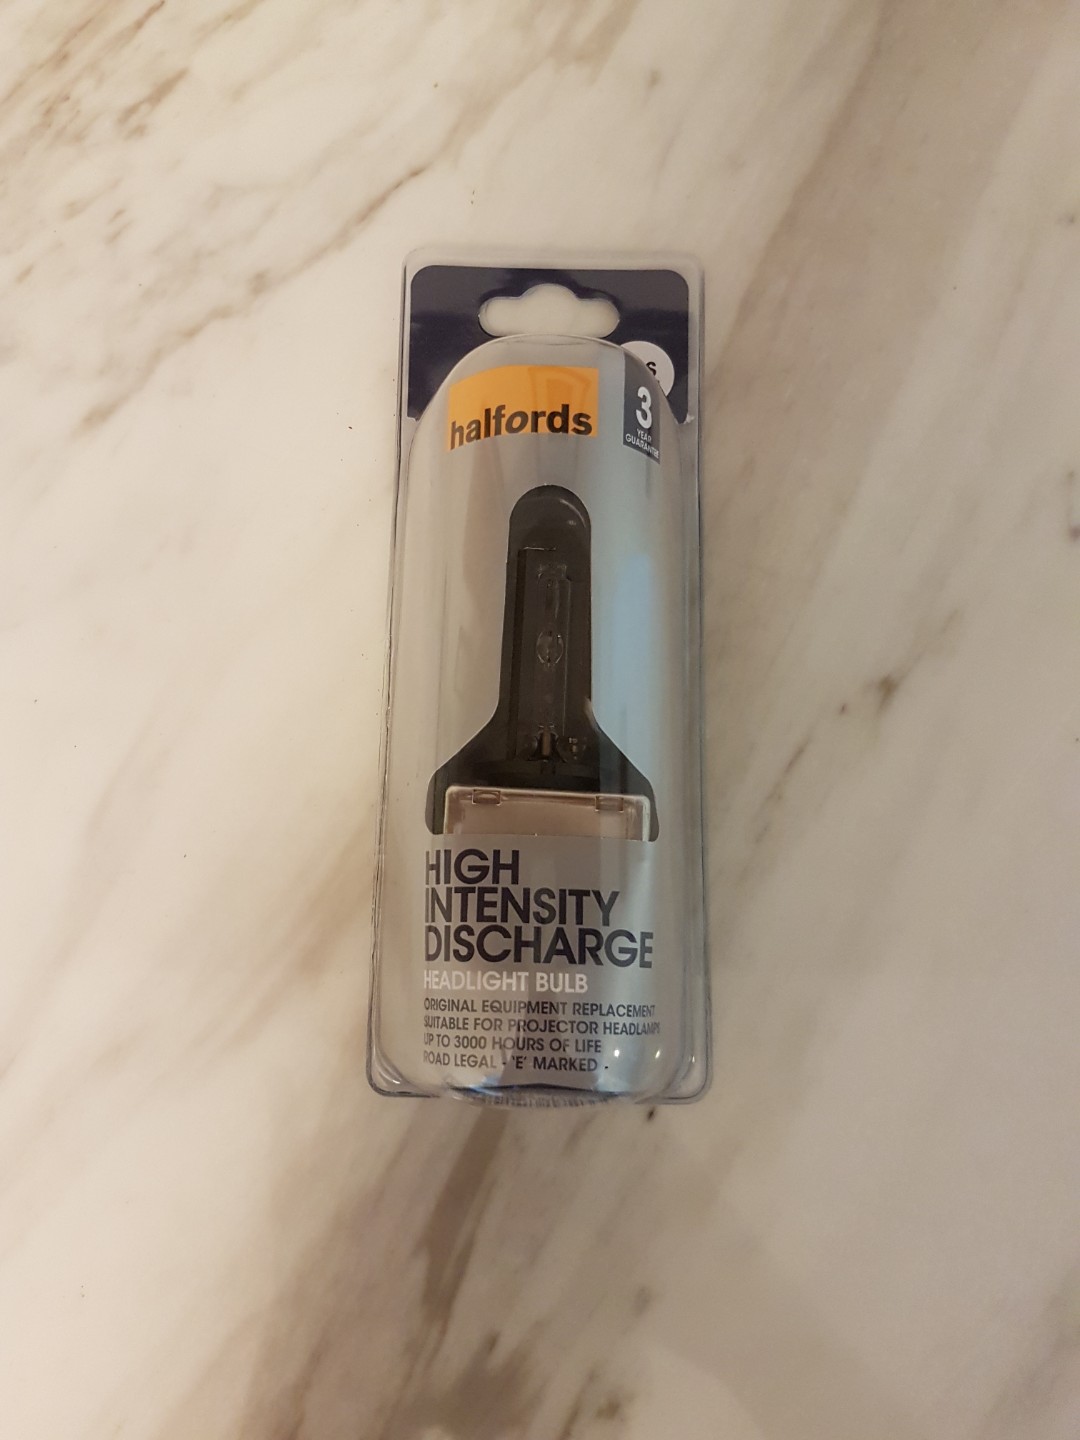 halfords
S
3
YEAR
GUARANTEE
HIGH
INTENSITY
DISCHARGE
HEADLIGHT BULB
ORIGINAL EQUIPMENT REPLACEMENT
SUITABLE FOR PROJECTOR HEADLAMPS
UP TO 3000 HOURS OF LIFE
ROAD LEGAL - 'E' MARKED